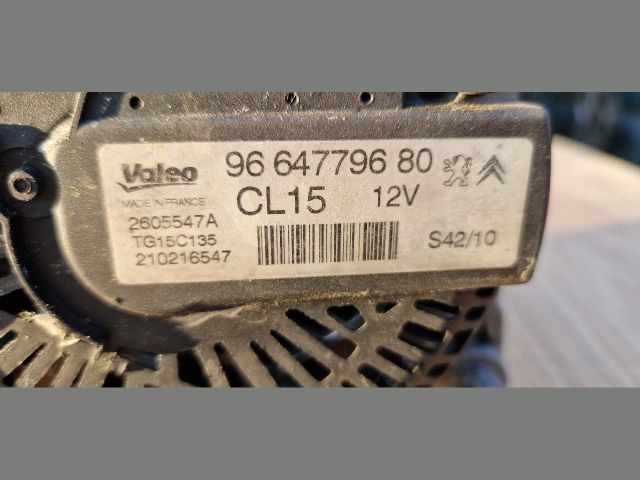 Valeo 96 647796 80
MADE IN FRANCE CL15 12V
2605547A
TG15C135 S42/10
210216547